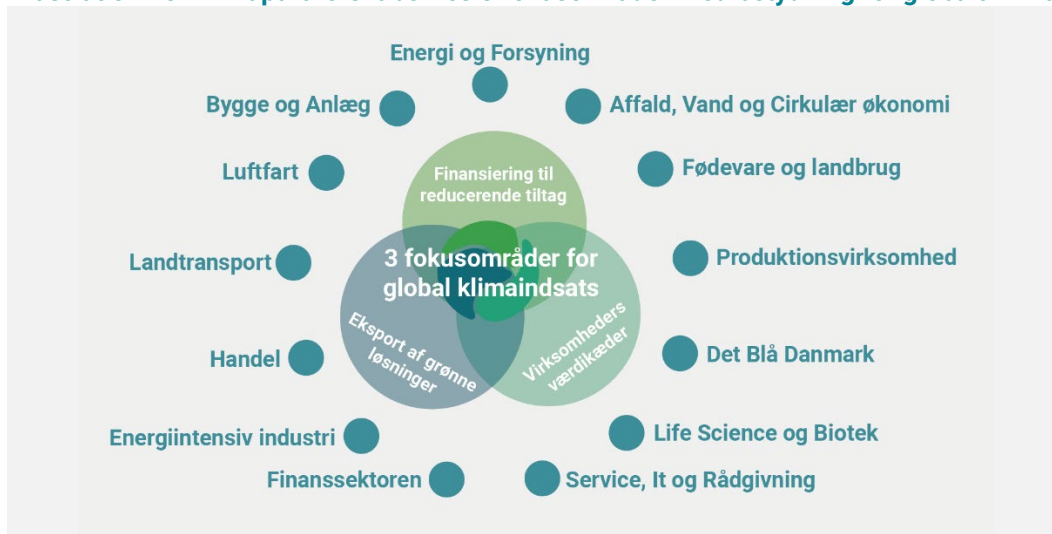 Energi og Forsyning
Bygge og Anlæg
Affald, Vand og Cirkulær økonomi
Luftfart
Fødevare og landbrug
Finansiering til
reducerende tiltag
Landtransport
3 fokusområder for
global klimaindsats
Produktionsvirksomhed
Eksport af grønne
løsninger
Virksomheders
værdikæder
Handel
Det Blå Danmark
Energiintensiv industri
Life Science og Biotek
Finanssektoren
Service, It og Rådgivning